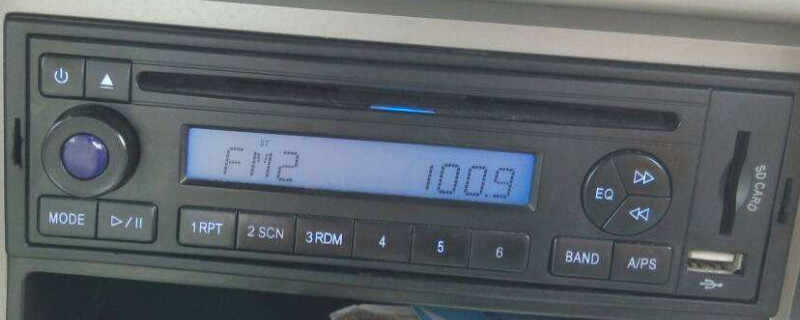 ST
FM2 100.9
EQ
SD CARD
MODE
1 RPT 2 SCN 3 RDM 4 5 6
BAND A/PS